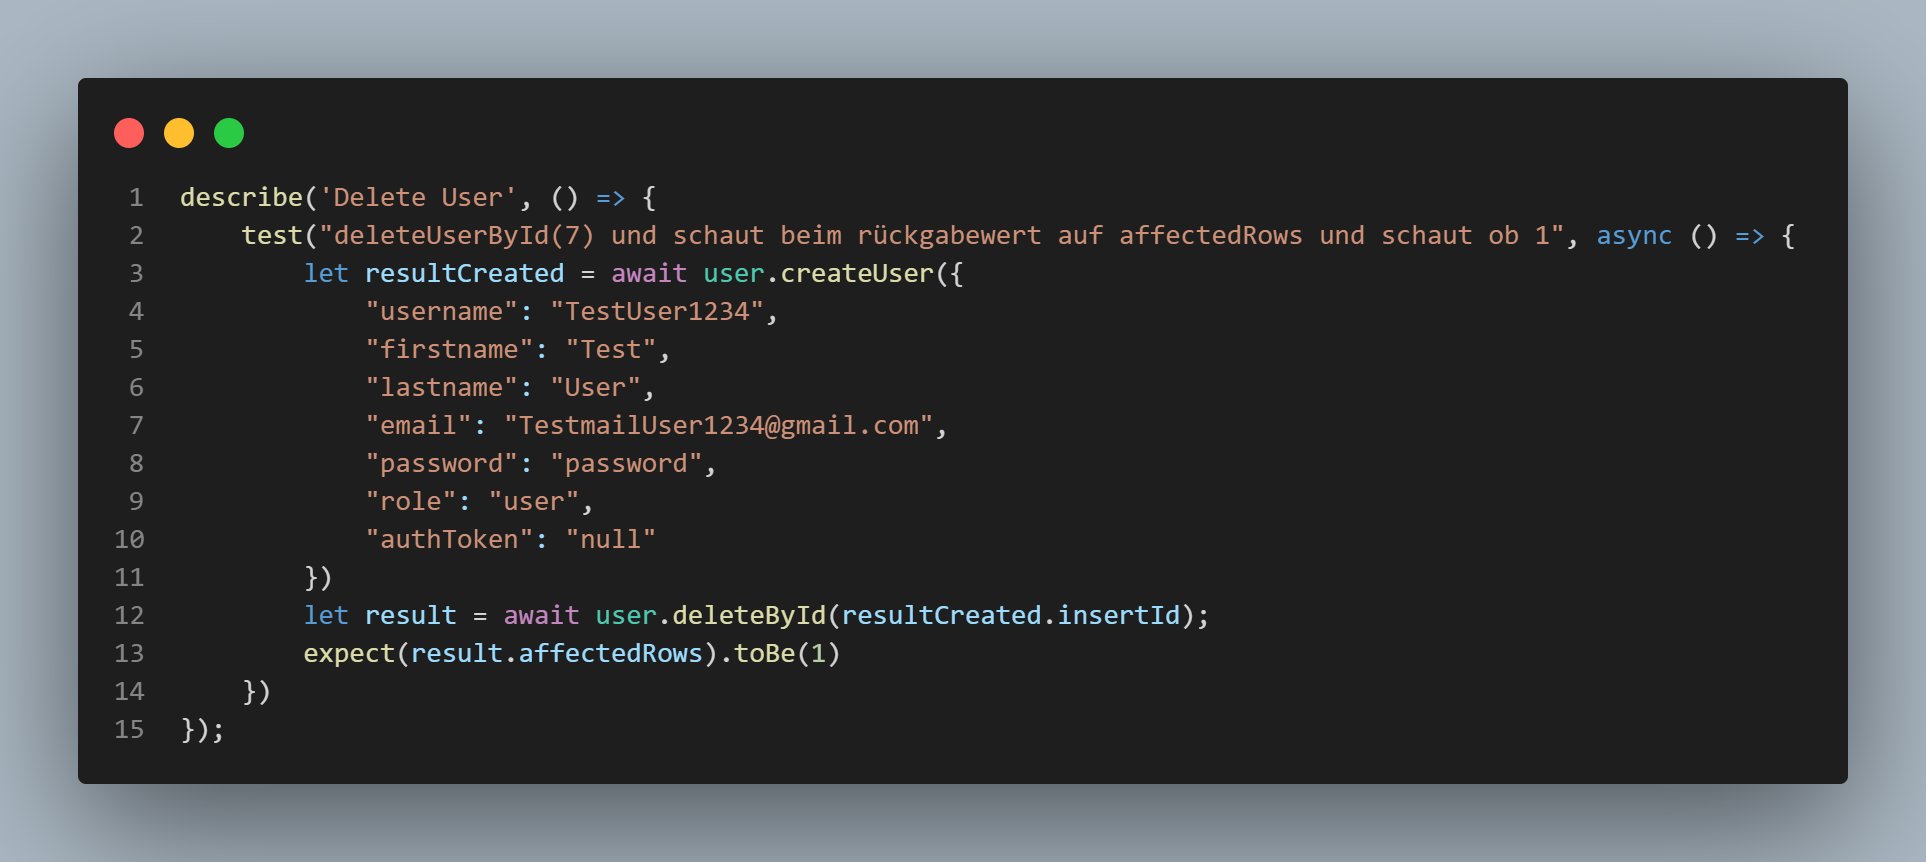 1 describe('Delete User', () => {
2     test("deleteUserById(7) und schaut beim rückgabewert auf affectedRows und schaut ob 1", async () => {
3         let resultCreated = await user.createUser({
4             "username": "TestUser1234",
5             "firstname": "Test",
6             "lastname": "User",
7             "email": "TestmailUser1234@gmail.com",
8             "password": "password",
9             "role": "user",
10             "authToken": "null"
11         })
12         let result = await user.deleteById(resultCreated.insertId);
13         expect(result.affectedRows).toBe(1)
14     })
15 });